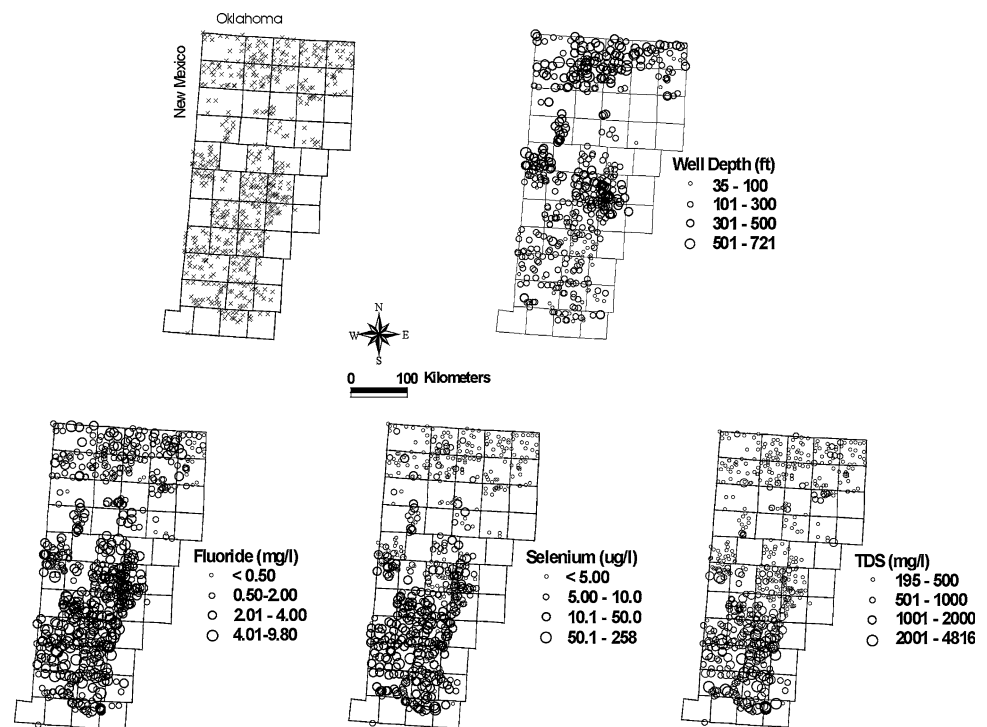 Oklahoma
New Mexico
Well Depth (ft)
35 - 100
101 - 300
301 - 500
501 - 721
N
W E
S
0 100 Kilometers
Fluoride (mg/l)
< 0.50
0.50-2.00
2.01 - 4.00
4.01-9.80
Selenium (ug/l)
< 5.00
5.00 - 10.0
10.1 - 50.0
50.1 - 258
TDS (mg/l)
195 - 500
501 - 1000
1001 - 2000
2001 - 4816